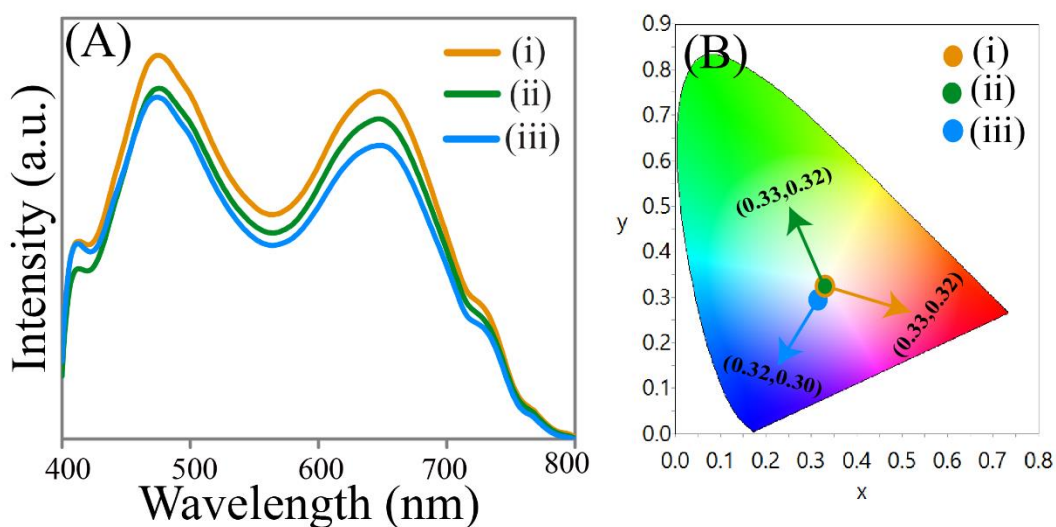 (A)
(i)
(ii)
(iii)
Intensity (a.u.)
400 500 600 700 800
Wavelength (nm)
(B)
(i)
(ii)
(iii)
0.9
0.8
0.7
0.6
0.5
0.4
0.3
0.2
0.1
0.0
y
(0.33,0.32)
(0.33,0.32)
(0.32,0.30)
0.0 0.1 0.2 0.3 0.4 0.5 0.6 0.7 0.8
x